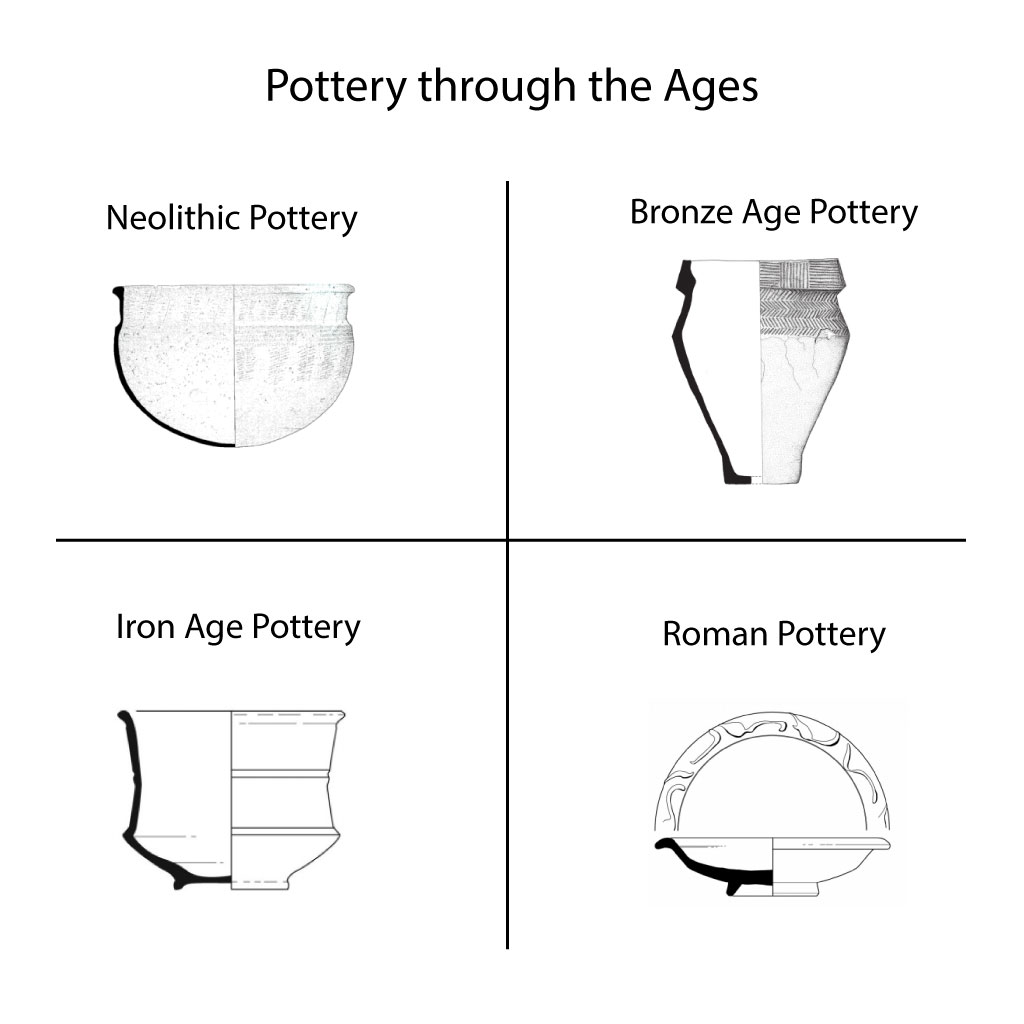 Pottery through the Ages
Neolithic Pottery
Bronze Age Pottery
Iron Age Pottery
Roman Pottery